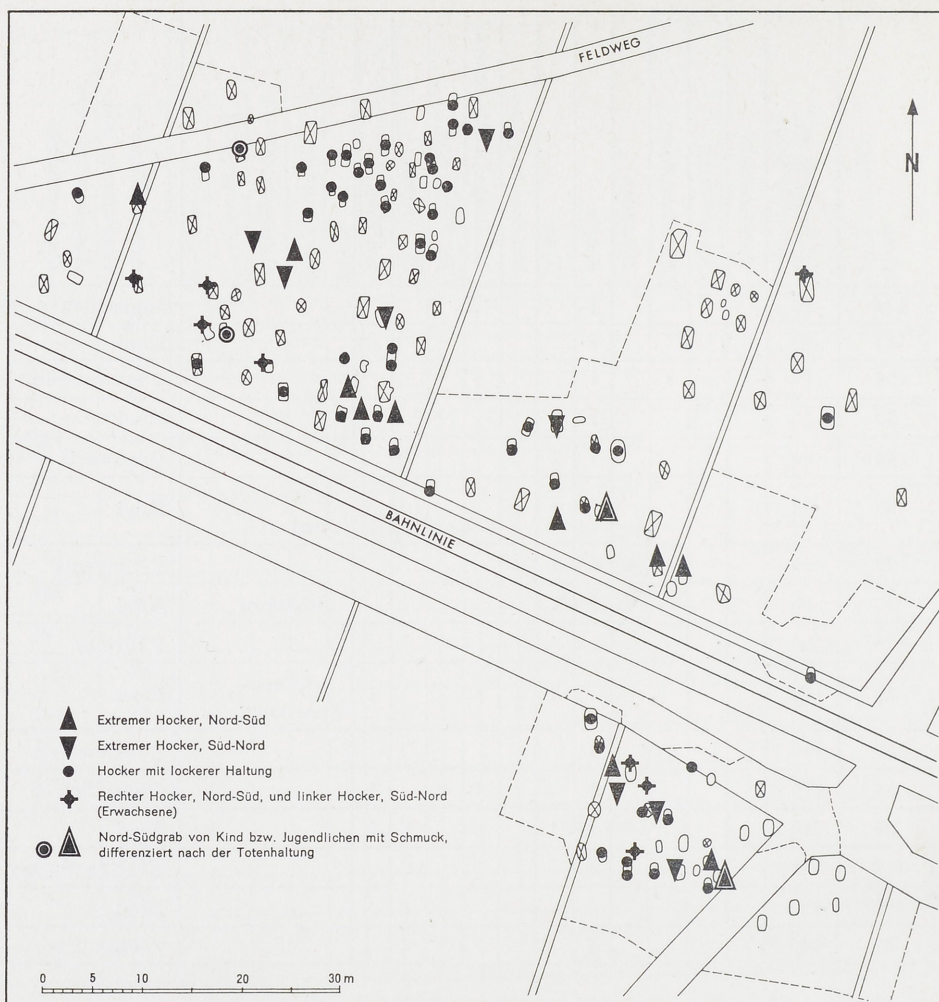 FELDWEG
N
BAHNLINIE
Extremer Hocker, Nord-Süd
Extremer Hocker, Süd-Nord
Hocker mit lockerer Haltung
Rechter Hocker, Nord-Süd, und linker Hocker, Süd-Nord
(Erwachsene)
Nord-Südgrab von Kind bzw. Jugendlichen mit Schmuck,
differenziert nach der Totenhaltung
0 5 10 20 30 m